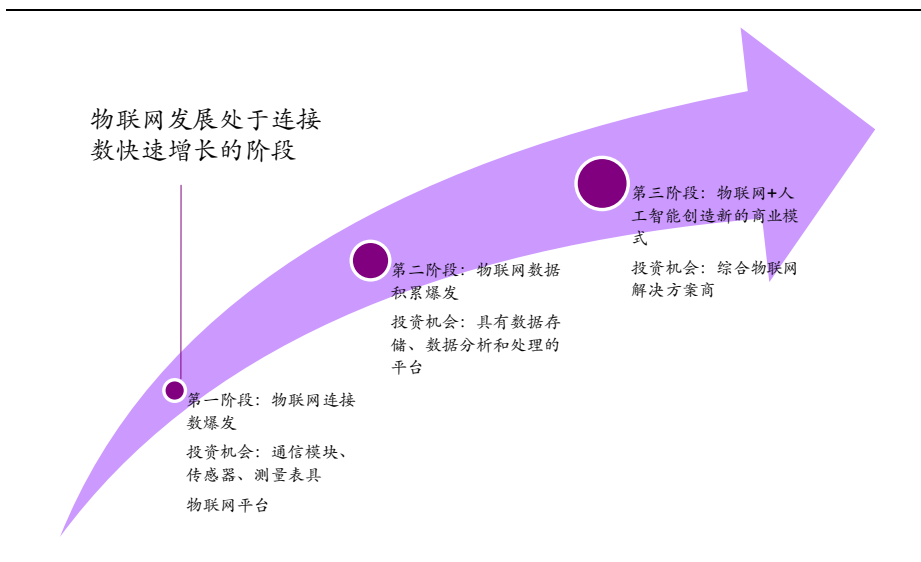 物联网发展处于连接
数快速增长的阶段
第一阶段：物联网连接
数爆发
投资机会：通信模块、
传感器、测量表具
物联网平台
第二阶段：物联网数据
积累爆发
投资机会：具有数据存
储、数据分析和处理的
平台
第三阶段：物联网+人
工智能创造新的商业模
式
投资机会：综合物联网
解决方案商